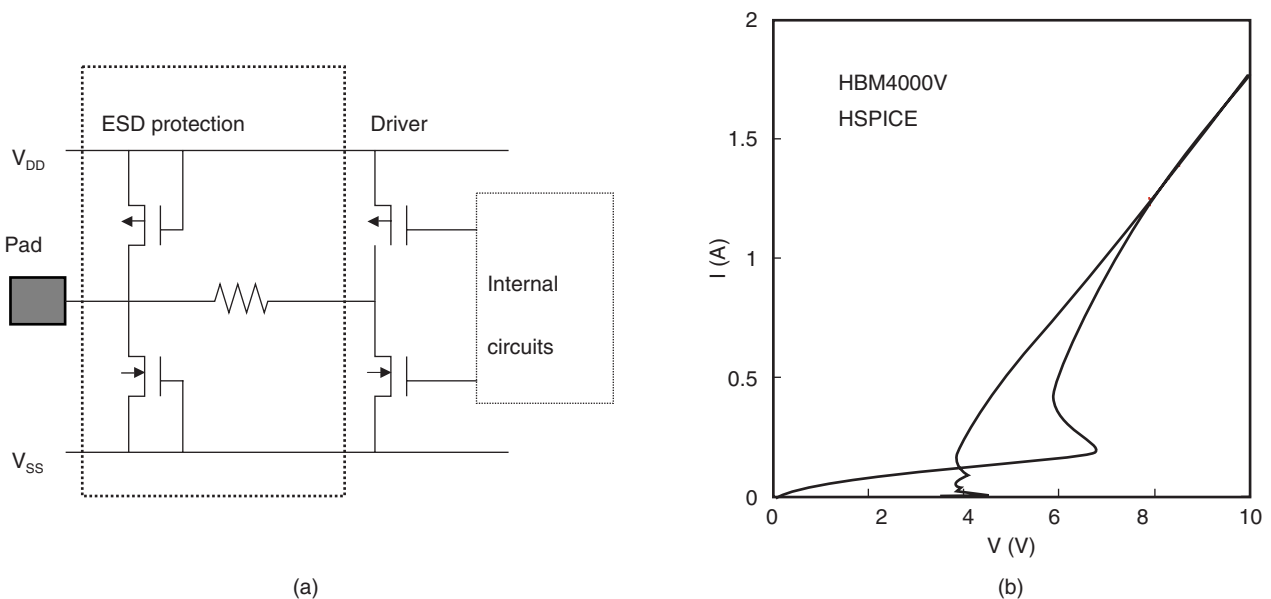 ESD protection
Driver
V_DD
Pad
Internal
circuits
V_SS
(a)
2
HBM4000V
HSPICE
1.5
I (A)
1
0.5
0
0
2
4
6
8
10
V (V)
(b)